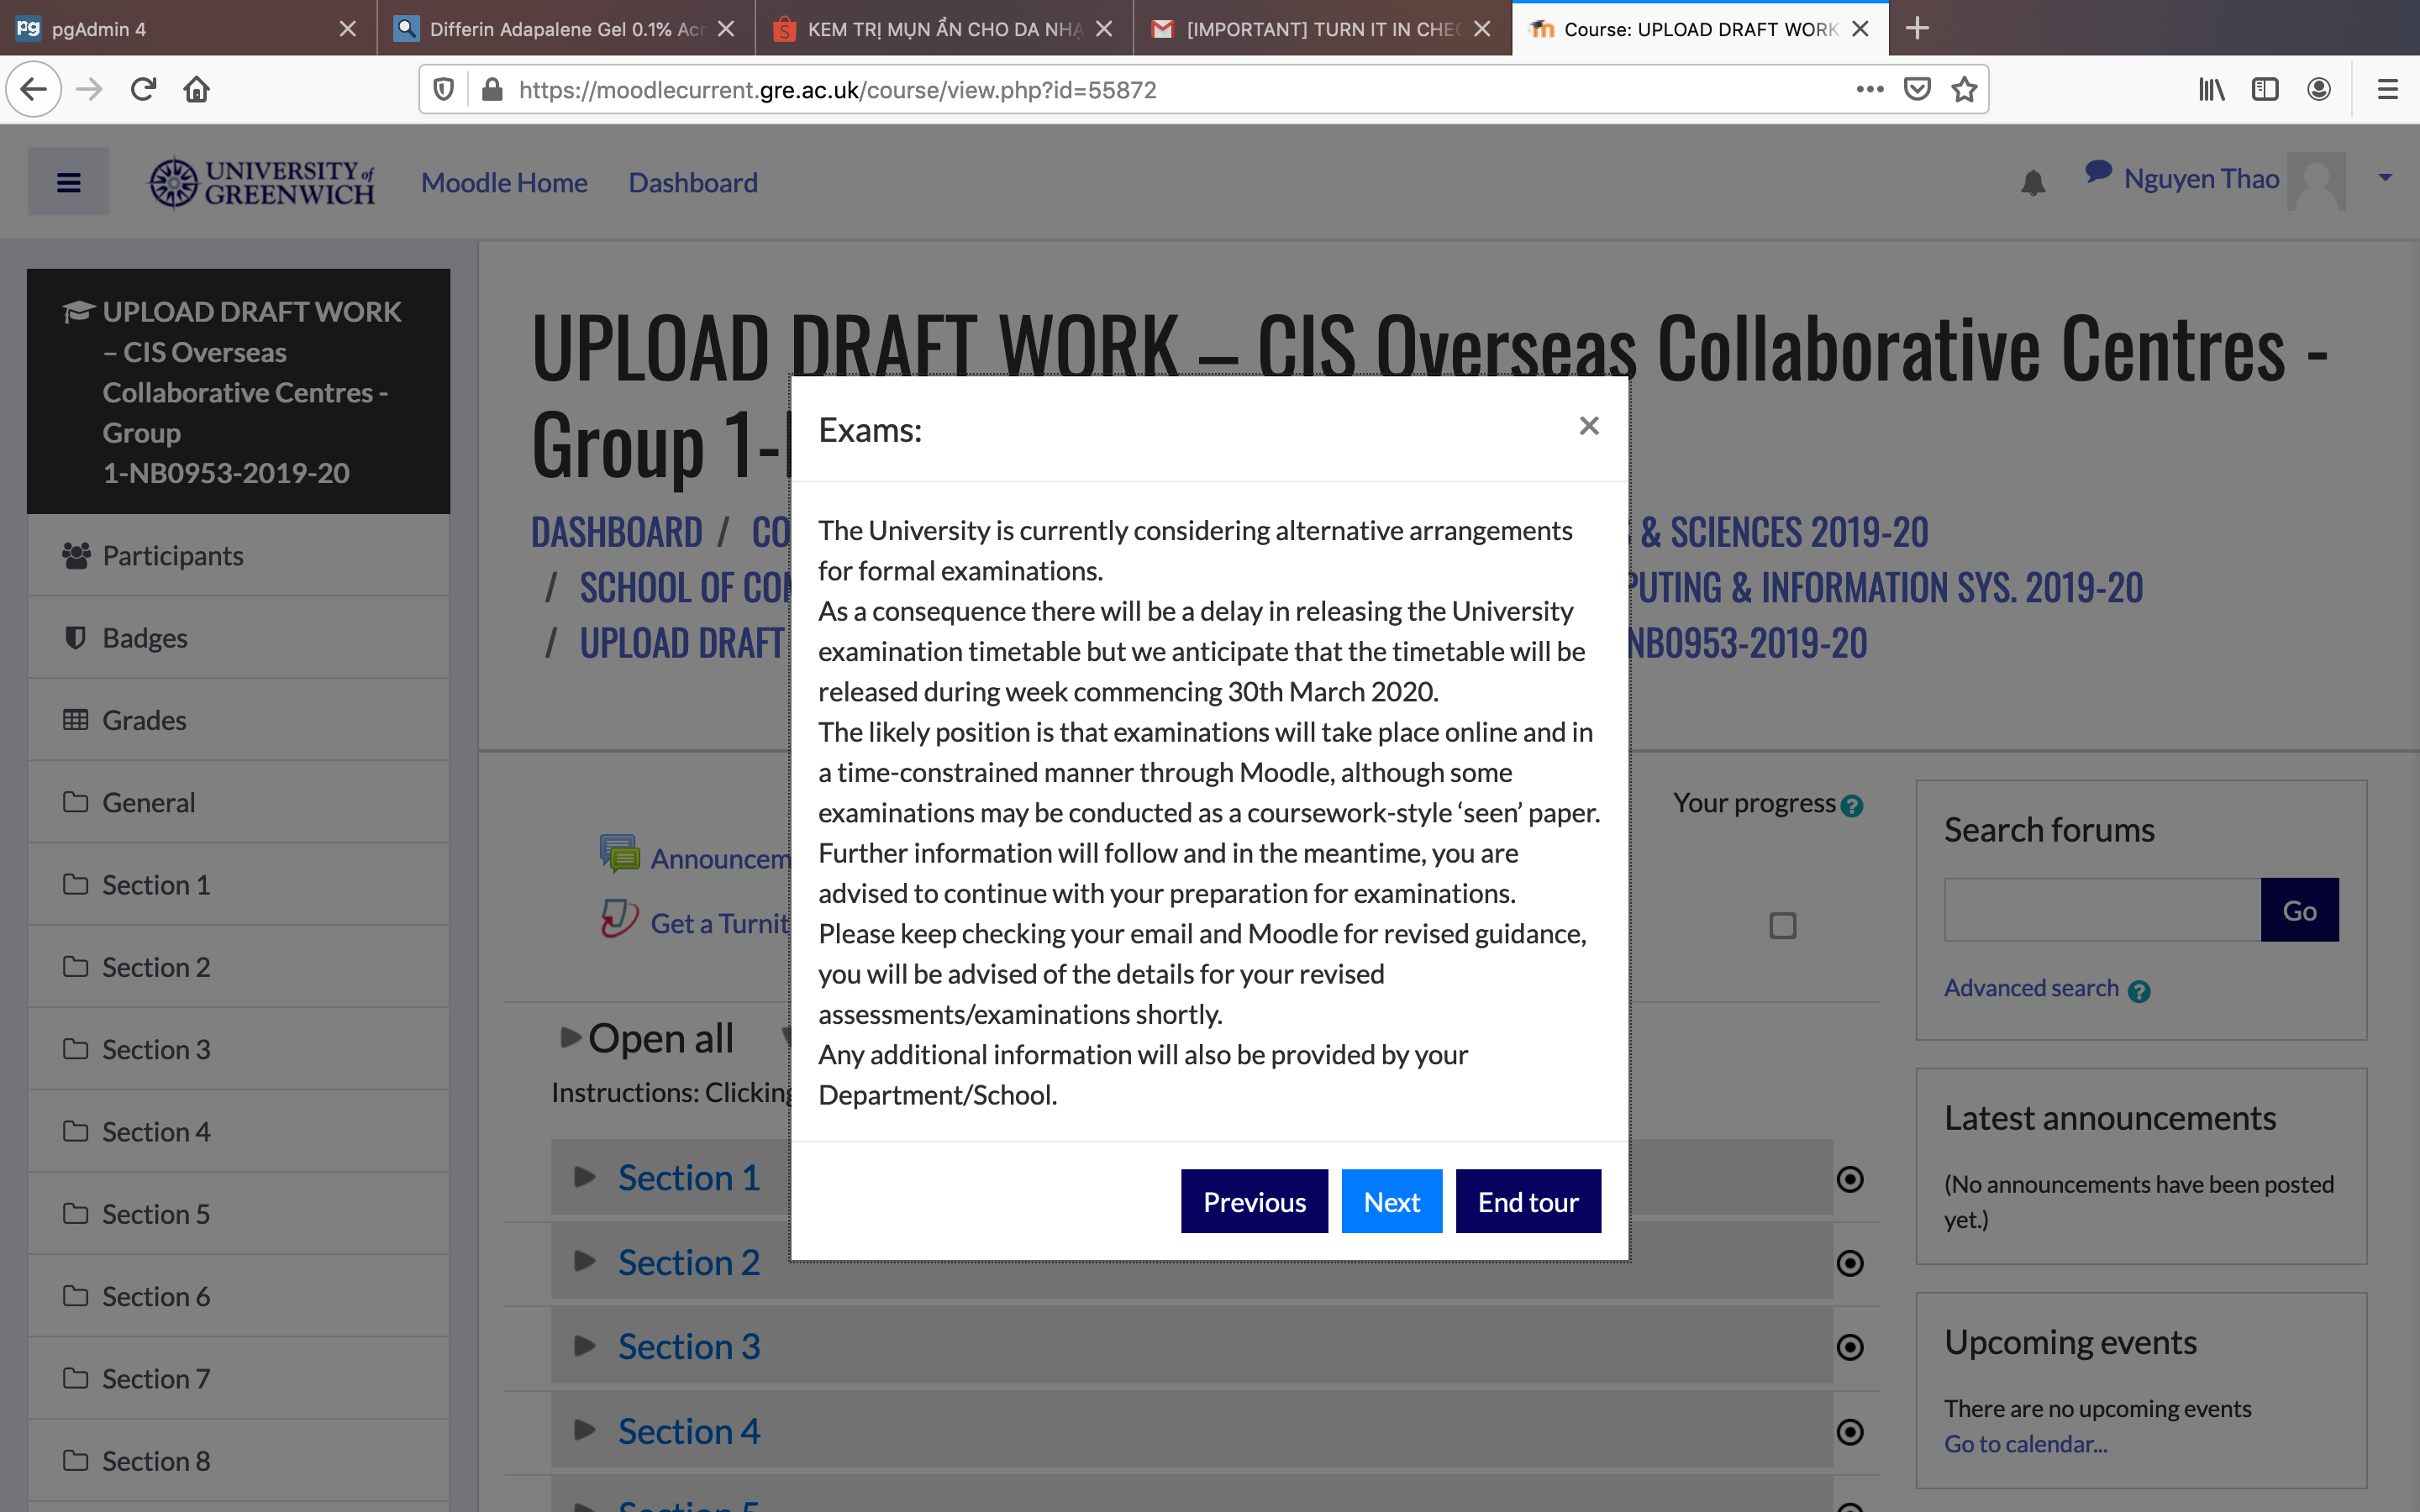 pgAdmin 4
Differin Adapalene Gel 0.1% Acr
KEM TRỊ MỤN ẨN CHO DA NHẠ
[IMPORTANT] TURN IT IN CHEC
Course: UPLOAD DRAFT WORK
https://moodlecurrent.gre.ac.uk/course/view.php?id=55872
UNIVERSITY of GREENWICH
Moodle Home
Dashboard
Nguyen Thao
UPLOAD DRAFT WORK
– CIS Overseas
Collaborative Centres -
Group
1-NB0953-2019-20
Participants
Badges
Grades
General
Section 1
Section 2
Section 3
Section 4
Section 5
Section 6
Section 7
Section 8
UPLOAD DRAFT WORK – CIS Overseas Collaborative Centres -
Group 1-
DASHBOARD / CO & SCIENCES 2019-20
/ SCHOOL OF COM PUTING & INFORMATION SYS. 2019-20
/ UPLOAD DRAFT NB0953-2019-20
Exams:
The University is currently considering alternative arrangements
for formal examinations.
As a consequence there will be a delay in releasing the University
examination timetable but we anticipate that the timetable will be
released during week commencing 30th March 2020.
The likely position is that examinations will take place online and in
a time-constrained manner through Moodle, although some
examinations may be conducted as a coursework-style ‘seen’ paper.
Further information will follow and in the meantime, you are
advised to continue with your preparation for examinations.
Please keep checking your email and Moodle for revised guidance,
you will be advised of the details for your revised
assessments/examinations shortly.
Any additional information will also be provided by your
Department/School.
Previous
Next
End tour
Your progress
Announcem
Get a Turnit
Open all
Instructions: Clicking
Section 1
Section 2
Section 3
Section 4
Section 5
Search forums
Go
Advanced search
Latest announcements
(No announcements have been posted
yet.)
Upcoming events
There are no upcoming events
Go to calendar...